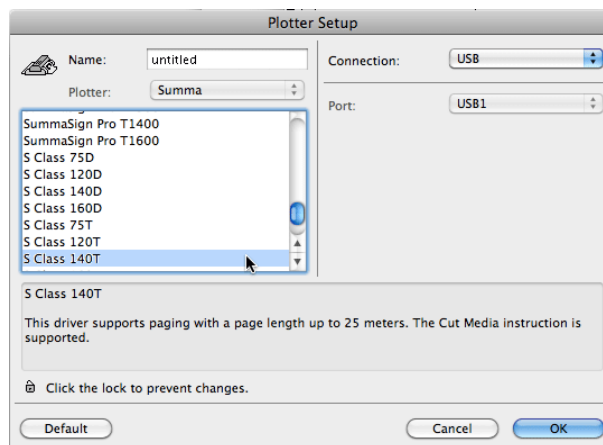 Plotter Setup
Name: untitled
Plotter: Summa
SummaSign Pro T1400
SummaSign Pro T1600
S Class 75D
S Class 120D
S Class 140D
S Class 160D
S Class 75T
S Class 120T
S Class 140T
Connection: USB
Port: USB1
S Class 140T
This driver supports paging with a page length up to 25 meters. The Cut Media instruction is
supported.
Click the lock to prevent changes.
Default
Cancel
OK